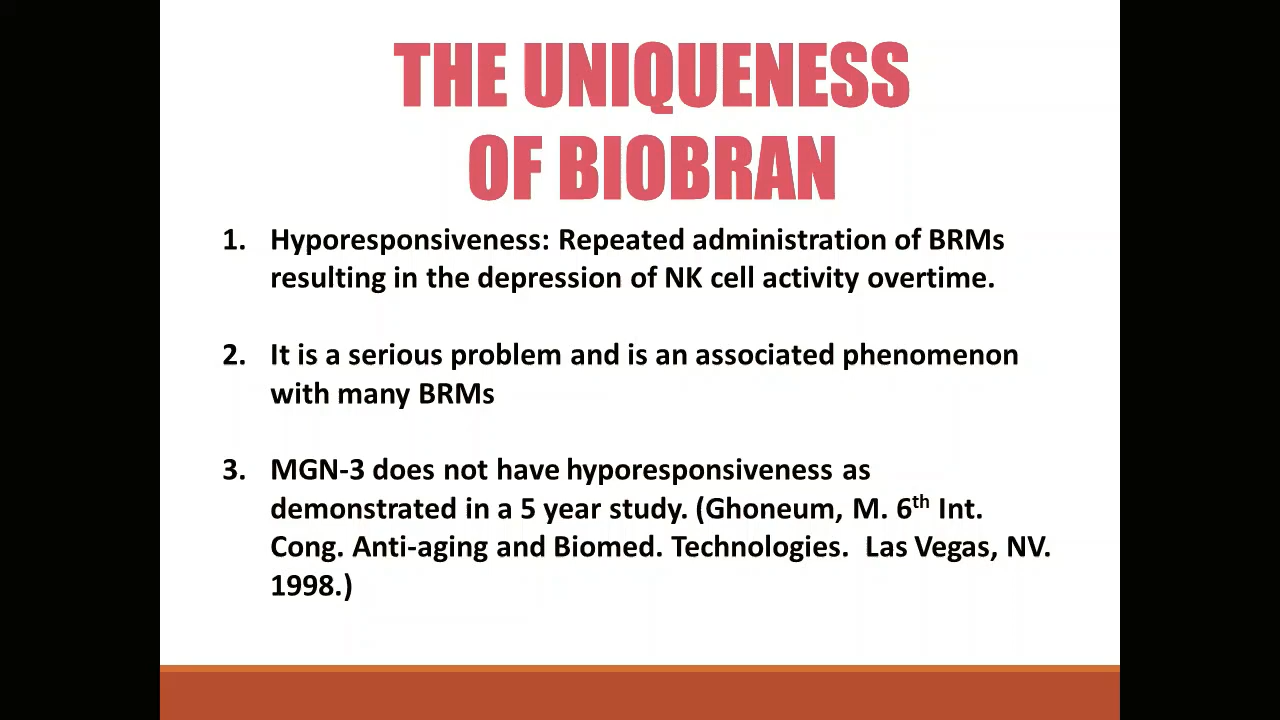 THE UNIQUENESS
OF BIOBRAN
1. Hyporesponsiveness: Repeated administration of BRMs
resulting in the depression of NK cell activity overtime.
2. It is a serious problem and is an associated phenomenon
with many BRMs
3. MGN-3 does not have hyporesponsiveness as
demonstrated in a 5 year study. (Ghoneum, M. 6th Int.
Cong. Anti-aging and Biomed. Technologies. Las Vegas, NV.
1998.)